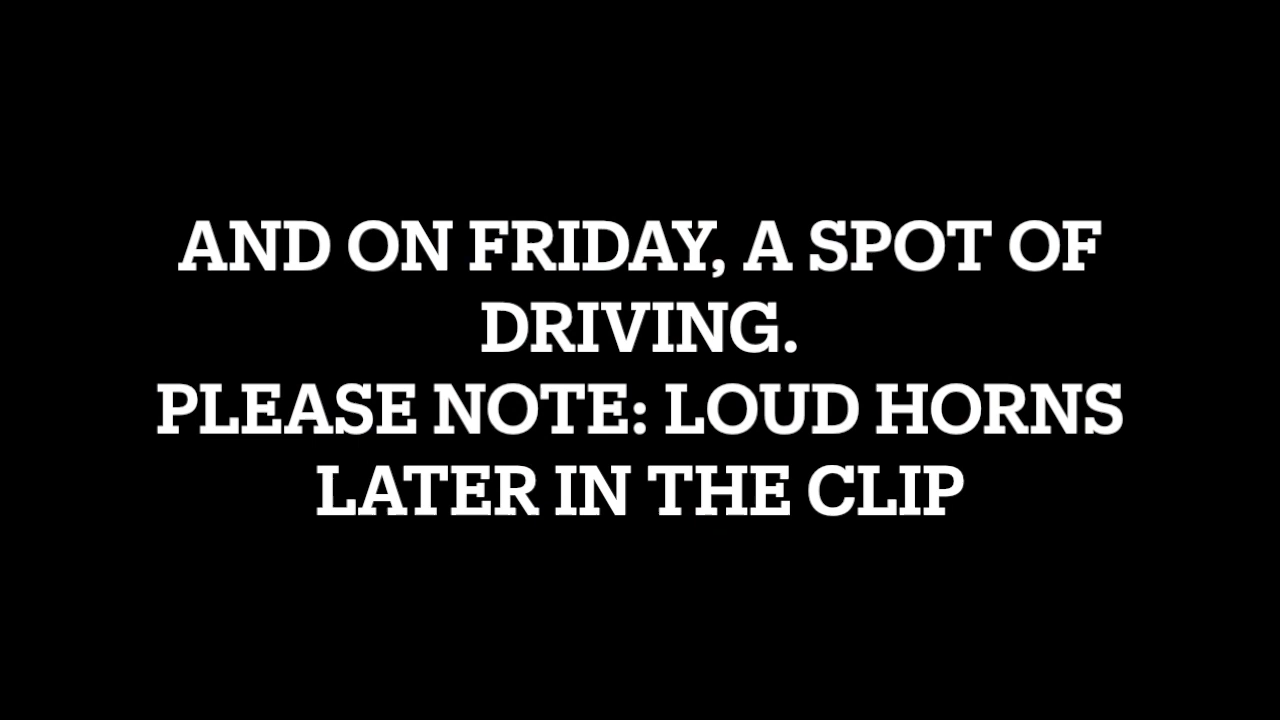 AND ON FRIDAY, A SPOT OF
DRIVING.
PLEASE NOTE: LOUD HORNS
LATER IN THE CLIP